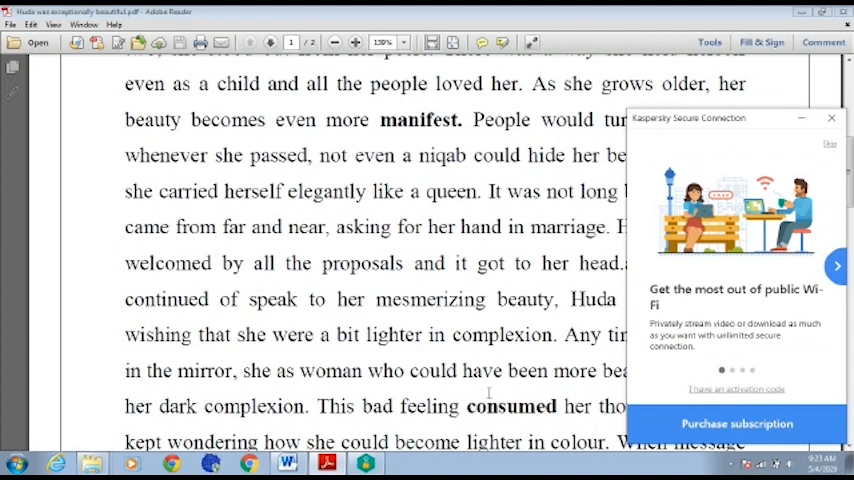 Huda was exceptionally beautiful.pdf - Adobe Reader
File Edit View Window Help
Open 1 / 2 139% Tools Fill & Sign Comment
even as a child and all the people loved her. As she grows older, her
beauty becomes even more manifest. People would tur
whenever she passed, not even a niqab could hide her be
she carried herself elegantly like a queen. It was not long
came from far and near, asking for her hand in marriage. H
welcomed by all the proposals and it got to her head.a
continued of speak to her mesmerizing beauty, Huda
wishing that she were a bit lighter in complexion. Any tim
in the mirror, she as woman who could have been more bea
her dark complexion. This bad feeling consumed her tho
kept wondering how she could become lighter in colour. When message
Kaspersky Secure Connection
Skip
Get the most out of public Wi-
Fi
Privately stream video or download as much
as you want with unlimited secure
connection.
I have an activation code
Purchase subscription
9:23 AM
5/4/2020